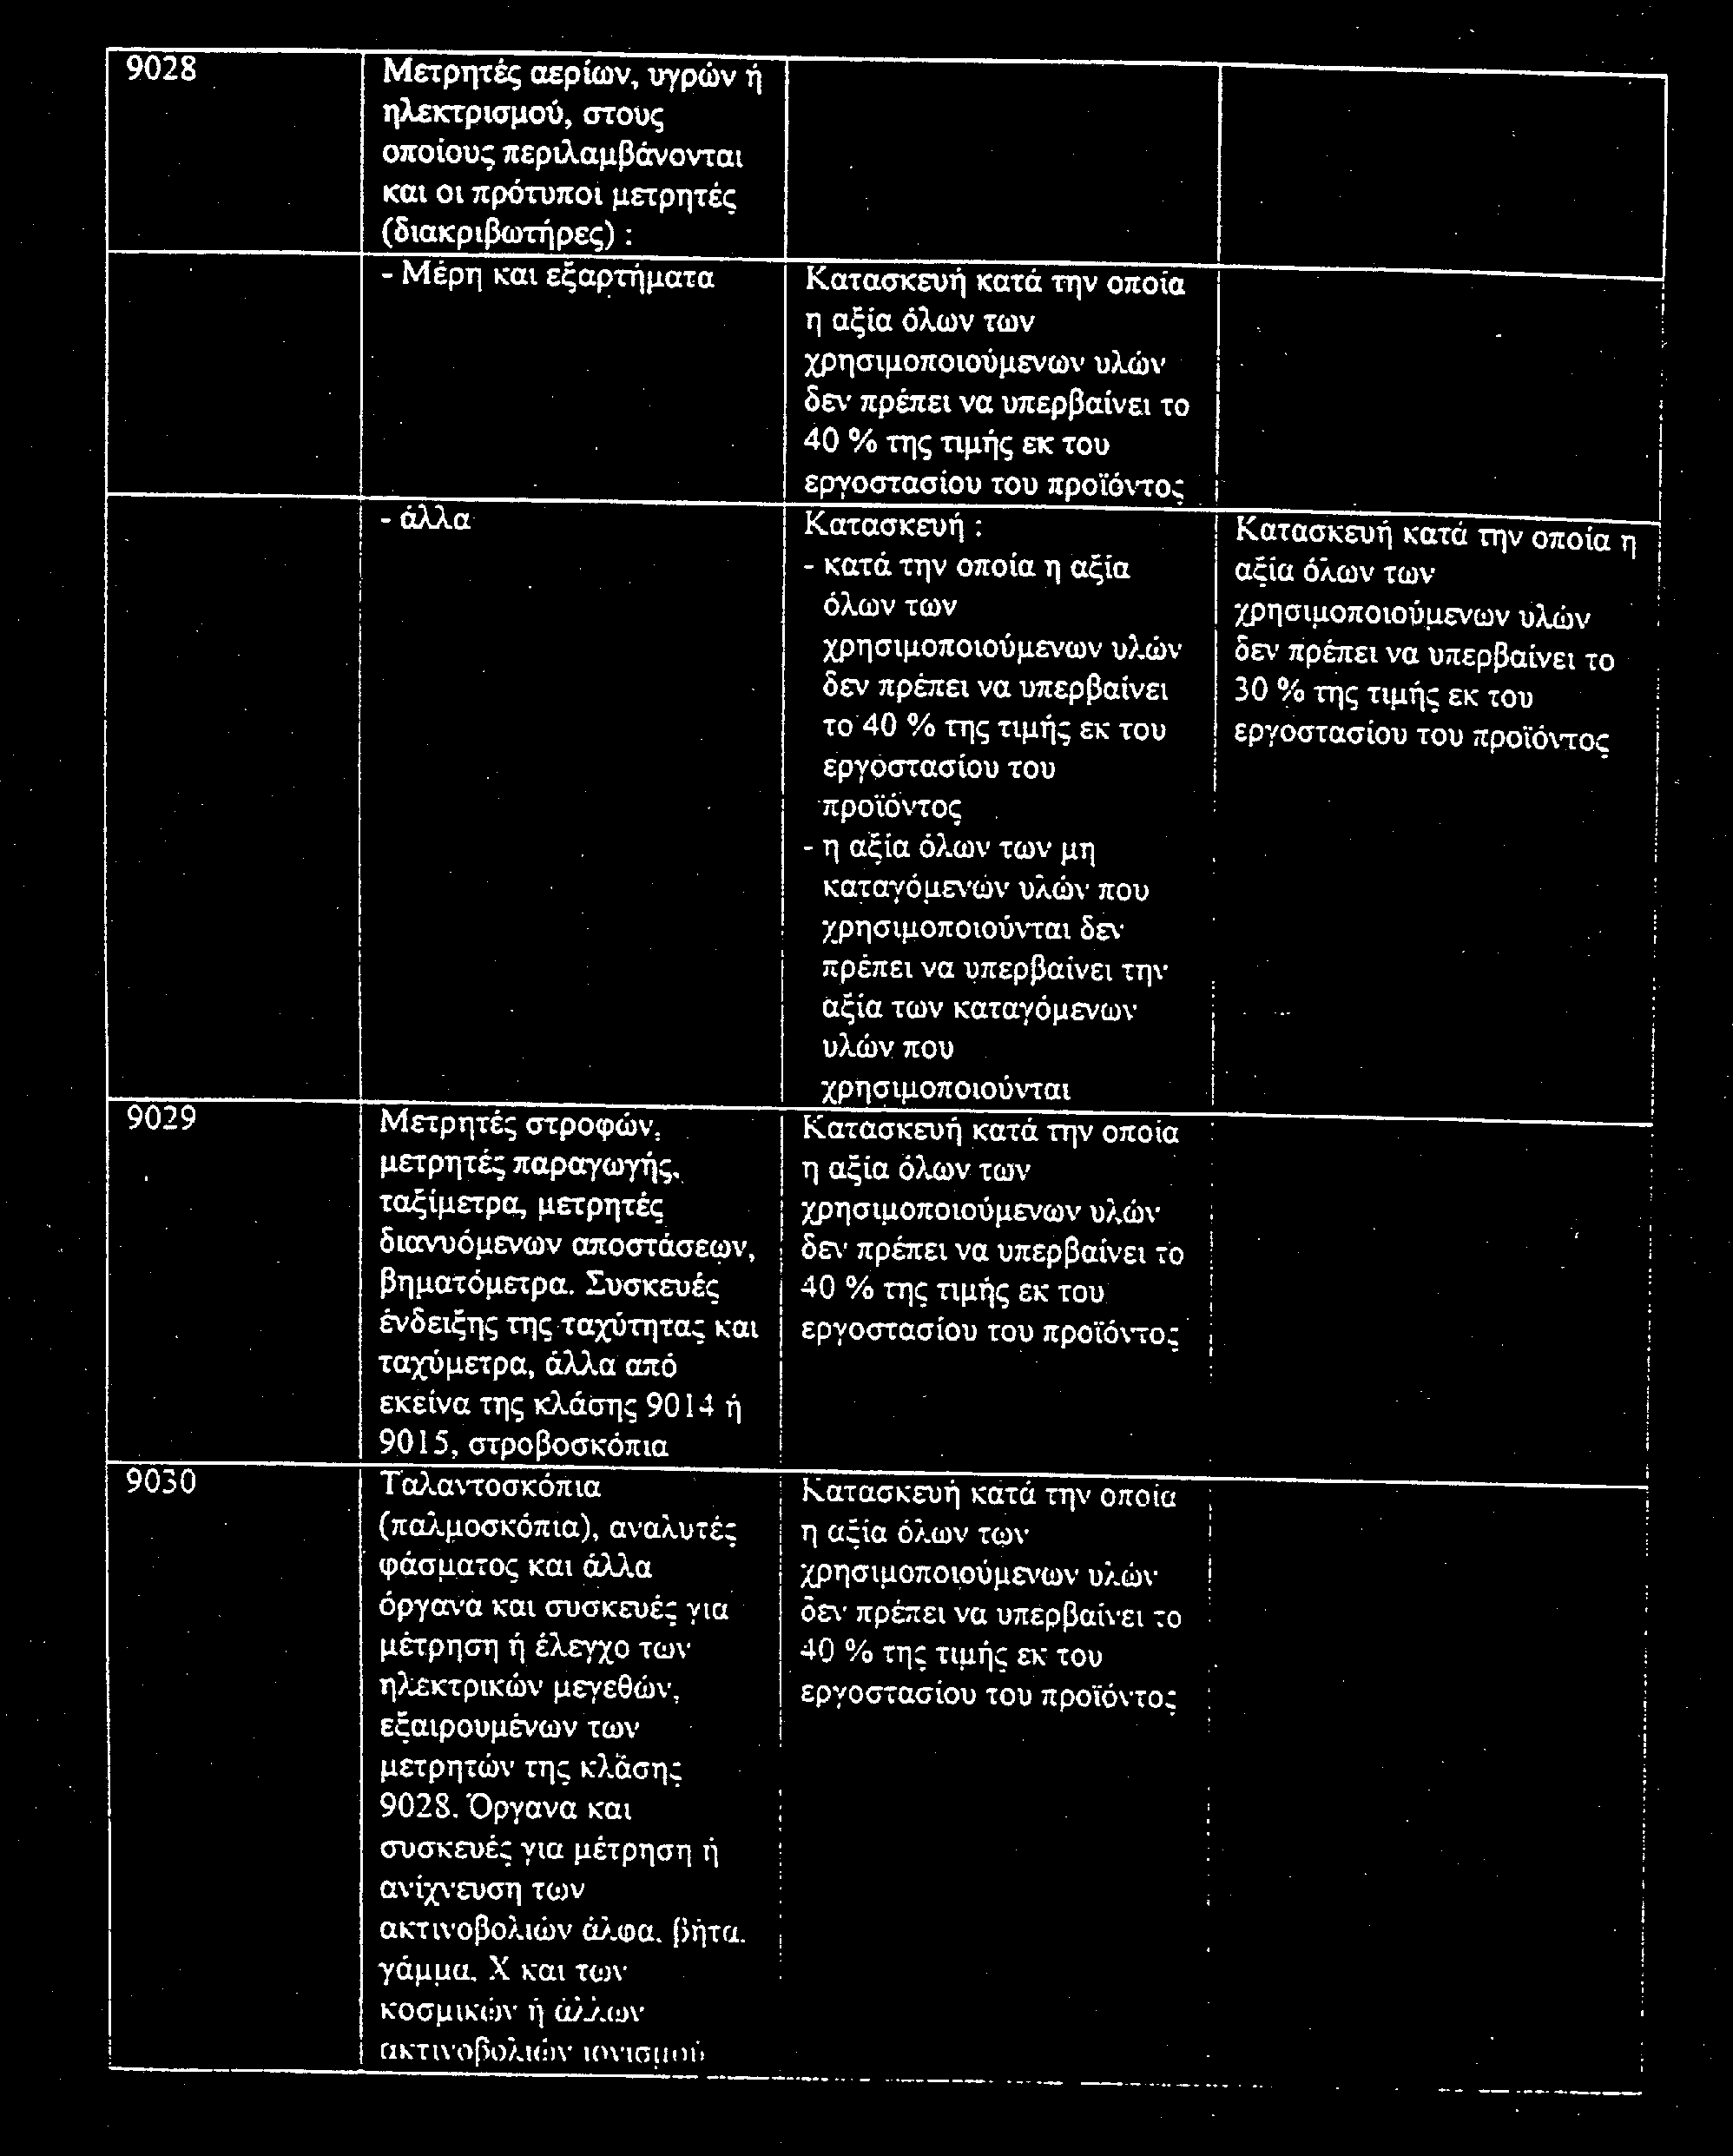 9028
Μετρητές αερίων, υγρών ή
ηλεκτρισμού, στους
οποίους περιλαμβάνονται
και οι πρότυποι μετρητές
(διακριβωτήρες) :
- Μέρη και εξαρτήματα
Κατασκευή κατά την οποία
η αξία όλων των
χρησιμοποιούμενων υλών
δεν πρέπει να υπερβαίνει το
40 % της τιμής εκ του
εργοστασίου του προϊόντος
- άλλα
Κατασκευή :
- κατά την οποία η αξία
όλων των
χρησιμοποιούμενων υλών
δεν πρέπει να υπερβαίνει
το 40 % της τιμής εκ του
εργοστασίου του
προϊόντος
- η αξία όλων των μη
καταγόμενων υλών που
χρησιμοποιούνται δεν
πρέπει να υπερβαίνει την
αξία των καταγόμενων
υλών που
χρησιμοποιούνται
Κατασκευή κατά την οποία η
αξία όλων των
χρησιμοποιούμενων υλών
δεν πρέπει να υπερβαίνει το
30 % της τιμής εκ του
εργοστασίου του προϊόντος
9029
Μετρητές στροφών,
μετρητές παραγωγής,
ταξίμετρα, μετρητές
διανυόμενων αποστάσεων,
βηματόμετρα. Συσκευές
ένδειξης της ταχύτητας και
ταχύμετρα, άλλα από
εκείνα της κλάσης 9014 ή
9015, στροβοσκόπια
Κατασκευή κατά την οποία
η αξία όλων των
χρησιμοποιούμενων υλών
δεν πρέπει να υπερβαίνει το
40 % της τιμής εκ του
εργοστασίου του προϊόντος
9030
Ταλαντοσκόπια
(παλμοσκόπια), αναλυτές
φάσματος και άλλα
όργανα και συσκευές για
μέτρηση ή έλεγχο των
ηλεκτρικών μεγεθών,
εξαιρουμένων των
μετρητών της κλάσης
9028. Όργανα και
συσκευές για μέτρηση ή
ανίχνευση των
ακτινοβολιών άλφα, βήτα,
γάμμα, Χ και των
κοσμικών ή άλλων
ακτινοβολιών ιονισμού
Κατασκευή κατά την οποία
η αξία όλων των
χρησιμοποιούμενων υλών
δεν πρέπει να υπερβαίνει το
40 % της τιμής εκ του
εργοστασίου του προϊόντος